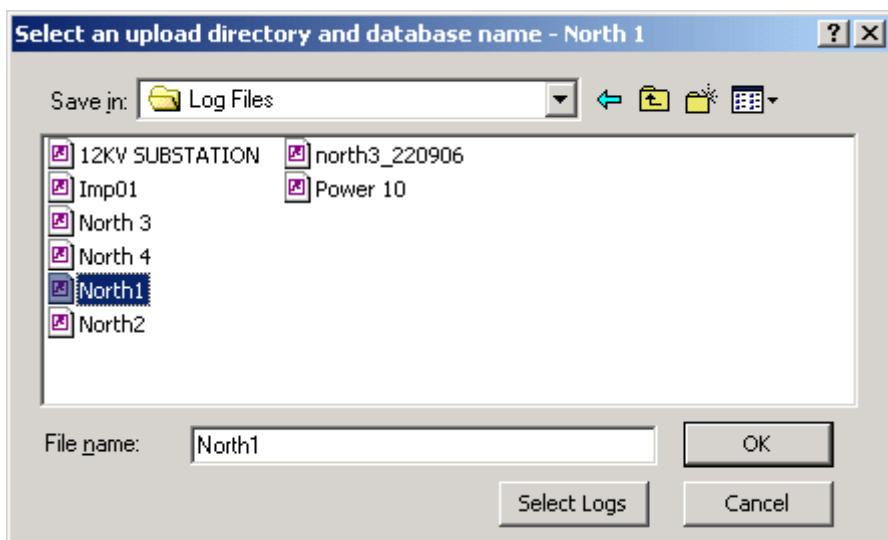 Select an upload directory and database name - North 1
Save in: Log Files
12KV SUBSTATION north3_220906
Imp01 Power 10
North 3
North 4
North1
North2
File name: North1 OK
Select Logs Cancel